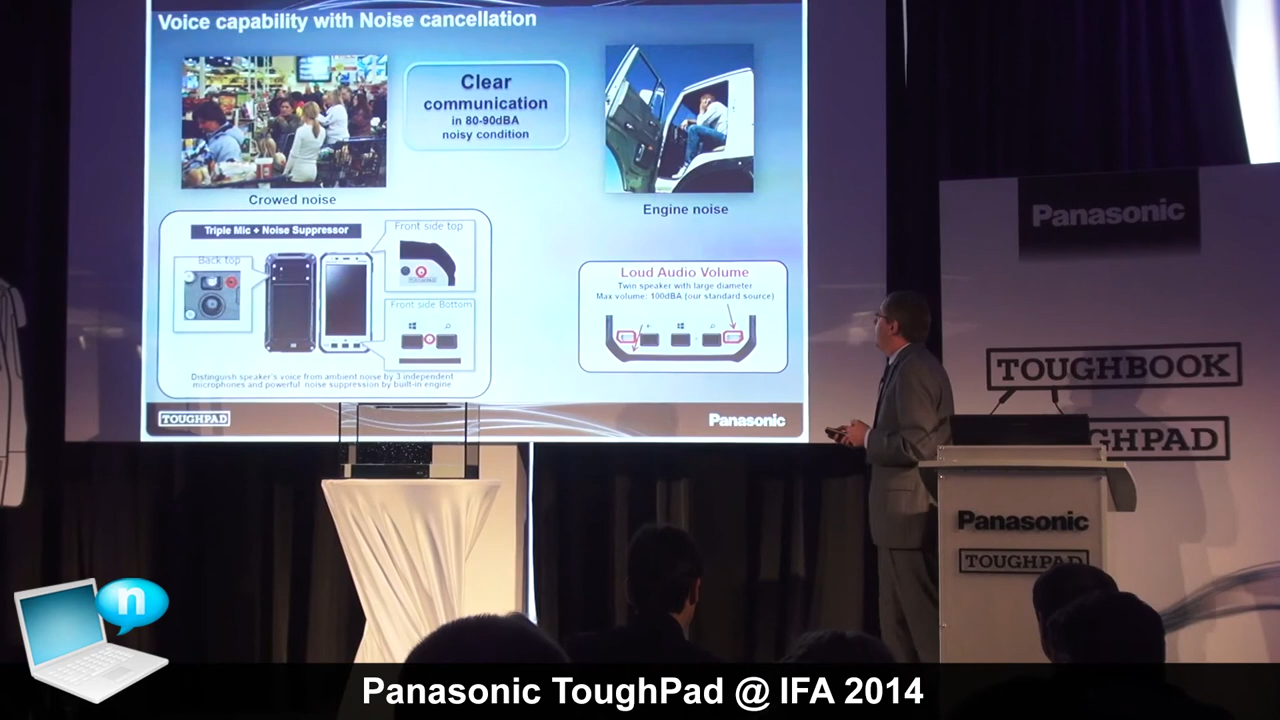 Voice capability with Noise cancellation
Clear
communication
in 80-90dBA
noisy condition
Crowed noise
Engine noise
Triple Mic + Noise Suppressor
Back top
Front side top
Front side Bottom
Distinguish speaker's voice from ambient noise by 3 independent
microphones and powerful noise suppression by built-in engine
Loud Audio Volume
Twin speaker with large diameter
Max volume: 100dBA (our standard source)
TOUGHPAD
Panasonic
Panasonic
TOUGHBOOK
GHPAD
Panasonic
TOUGHPAD
n
Panasonic ToughPad @ IFA 2014